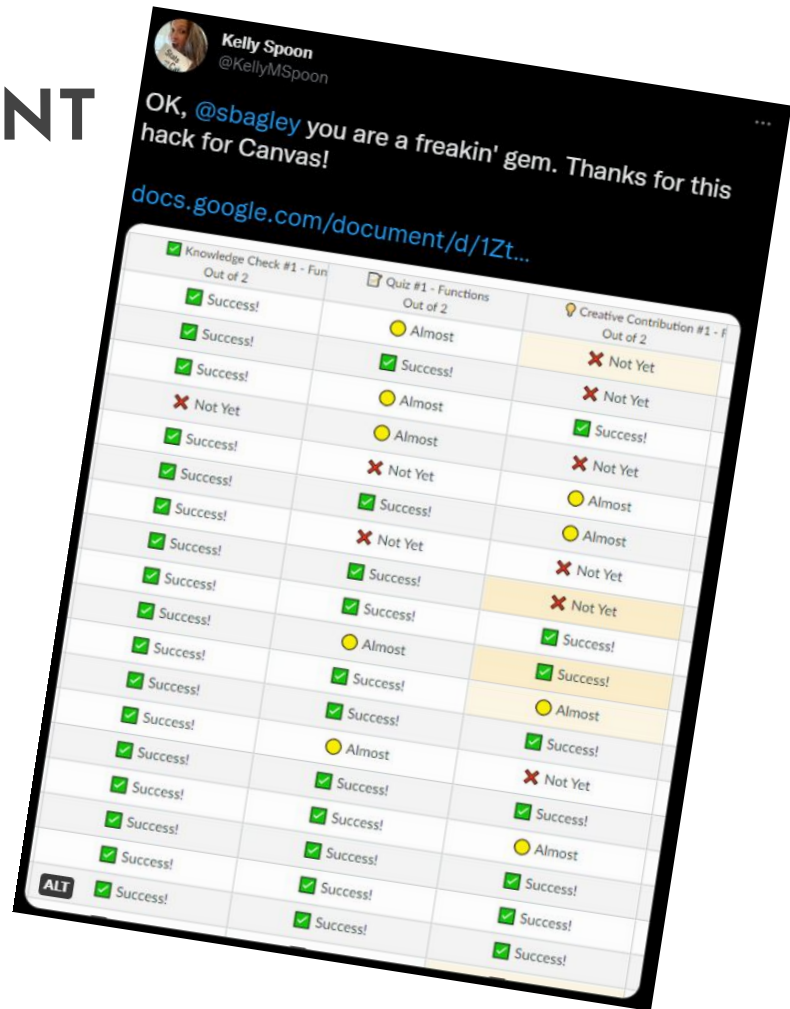 NT
Kelly Spoon
@KellyMSpoon
...
OK, @sbagley you are a freakin' gem. Thanks for this
hack for Canvas!
docs.google.com/document/d/1Zt...
Knowledge Check #1 - Fun Quiz #1 - Functions Creative Contribution #1 - F
Out of 2 Out of 2 Out of 2
Success! Almost Not Yet
Success! Success! Not Yet
Success! Almost Success!
Not Yet Almost Not Yet
Success! Not Yet Almost
Success! Success! Almost
Success! Not Yet Not Yet
Success! Success! Not Yet
Success! Success! Success!
Success! Almost Success!
Success! Success! Almost
Success! Success! Success!
Success! Almost Not Yet
Success! Success! Success!
Success! Success! Almost
Success! Success! Success!
Success! Success! Success!
ALT Success! Success! Success!